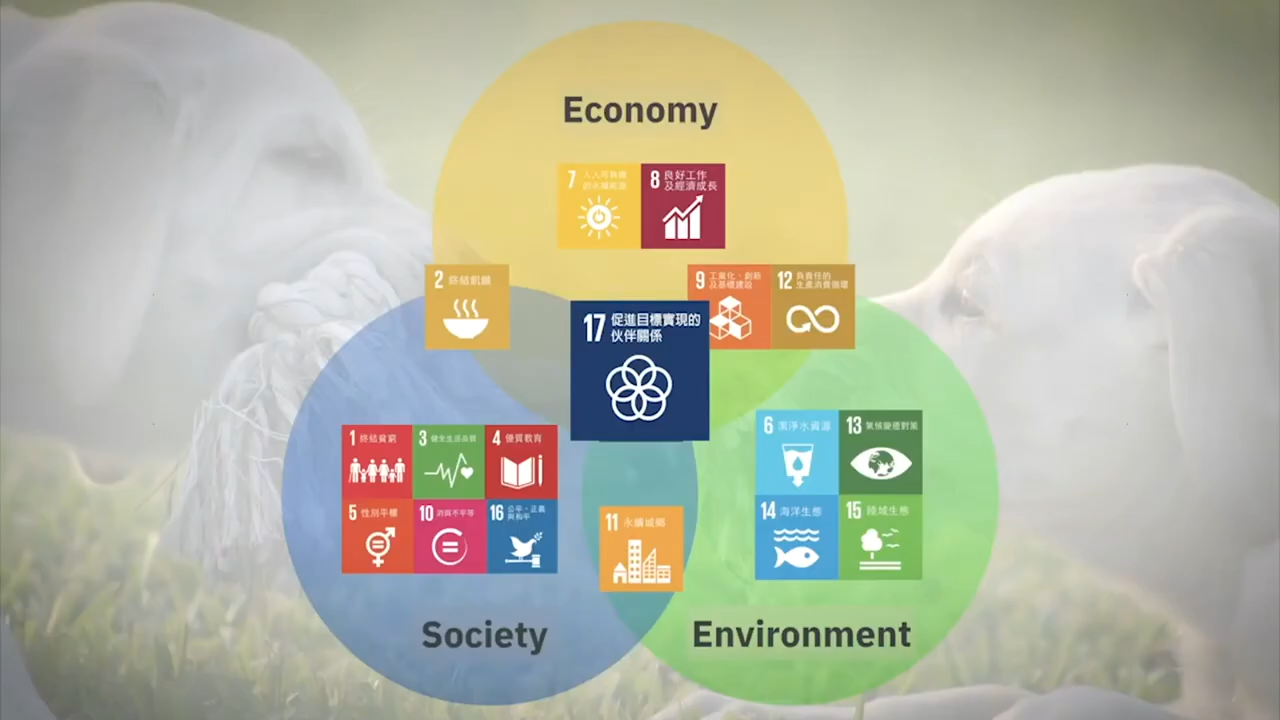 Economy
7 人人可負擔
的永續能源
8 良好工作
及經濟成長
2 終結飢餓
9 工業化、創新
及基礎建設
12 負責任的
生產消費循環
17 促進目標實現的
伙伴關係
1 終結貧窮
3 健全生活品質
4 優質教育
5 性別平權
10 消弭不平等
16 公平、正義
與和平
11 永續城鄉
6 潔淨水資源
13 氣候變遷對策
14 海洋生態
15 陸域生態
Society
Environment